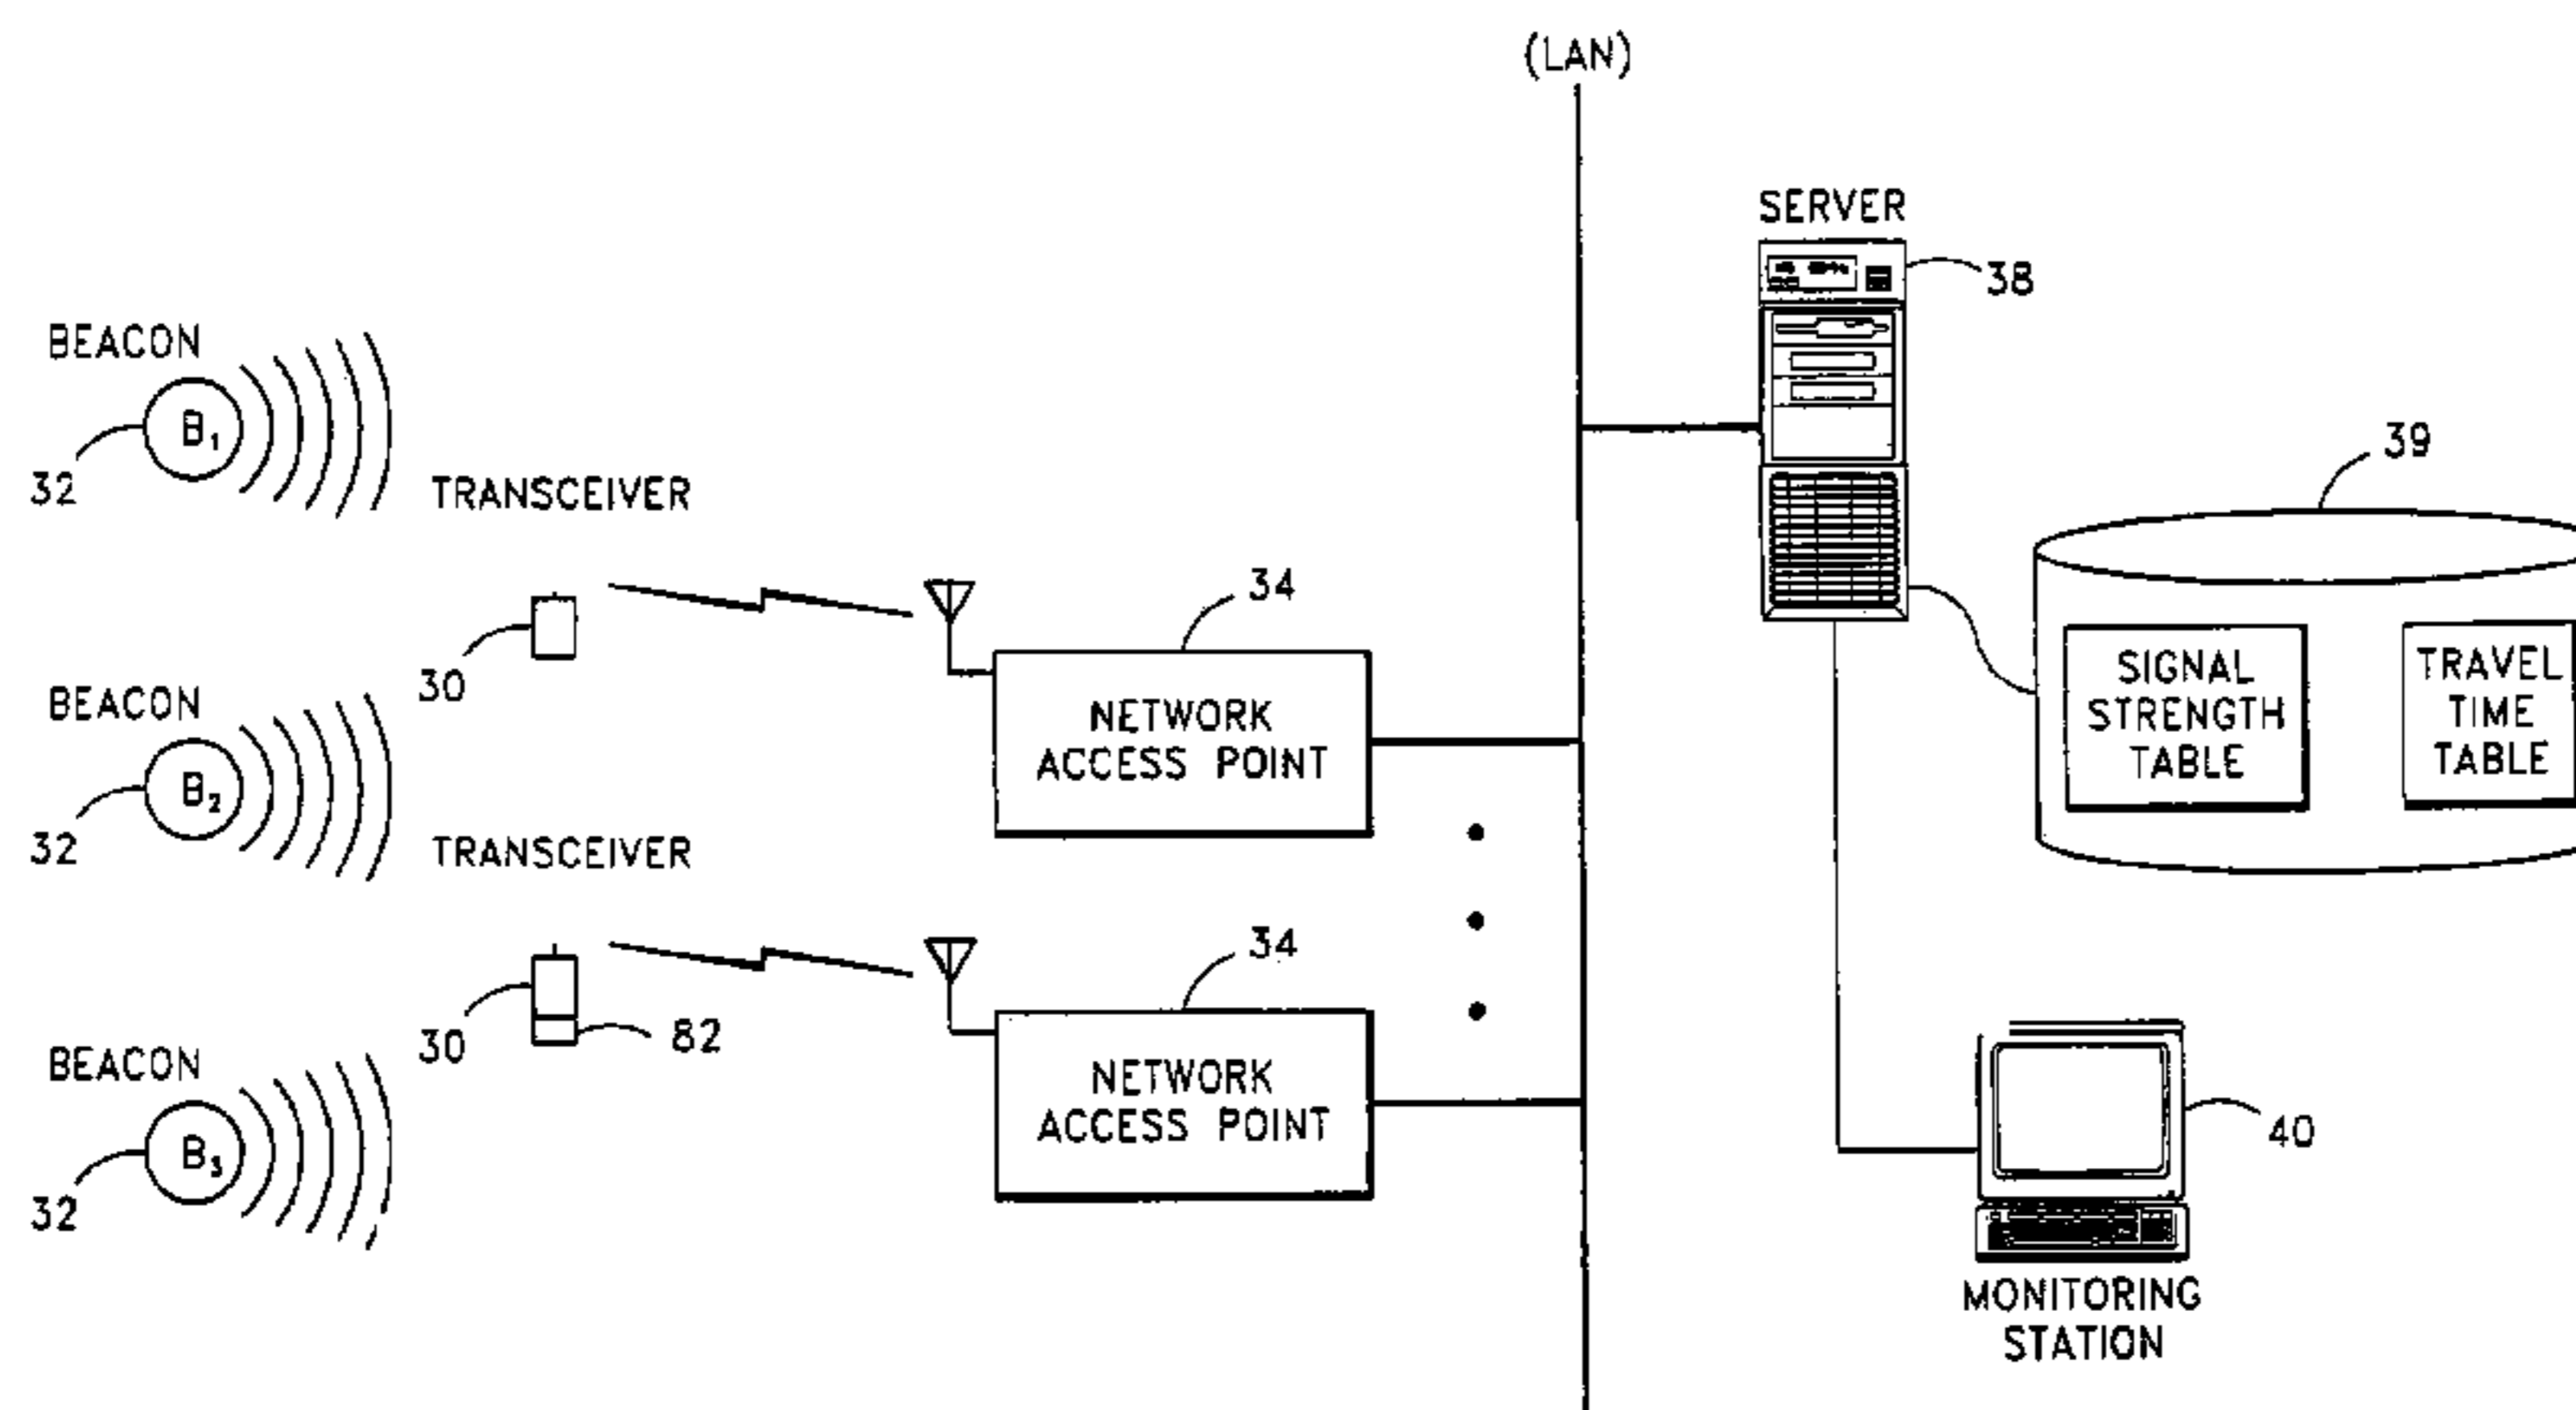 (LAN)
SERVER
38
BEACON
B1
32
TRANSCEIVER
39
34
30
NETWORK
ACCESS POINT
SIGNAL
STRENGTH
TABLE
TRAVEL
TIME
TABLE
BEACON
B2
32
TRANSCEIVER
34
30
82
NETWORK
ACCESS POINT
BEACON
B3
32
40
MONITORING
STATION